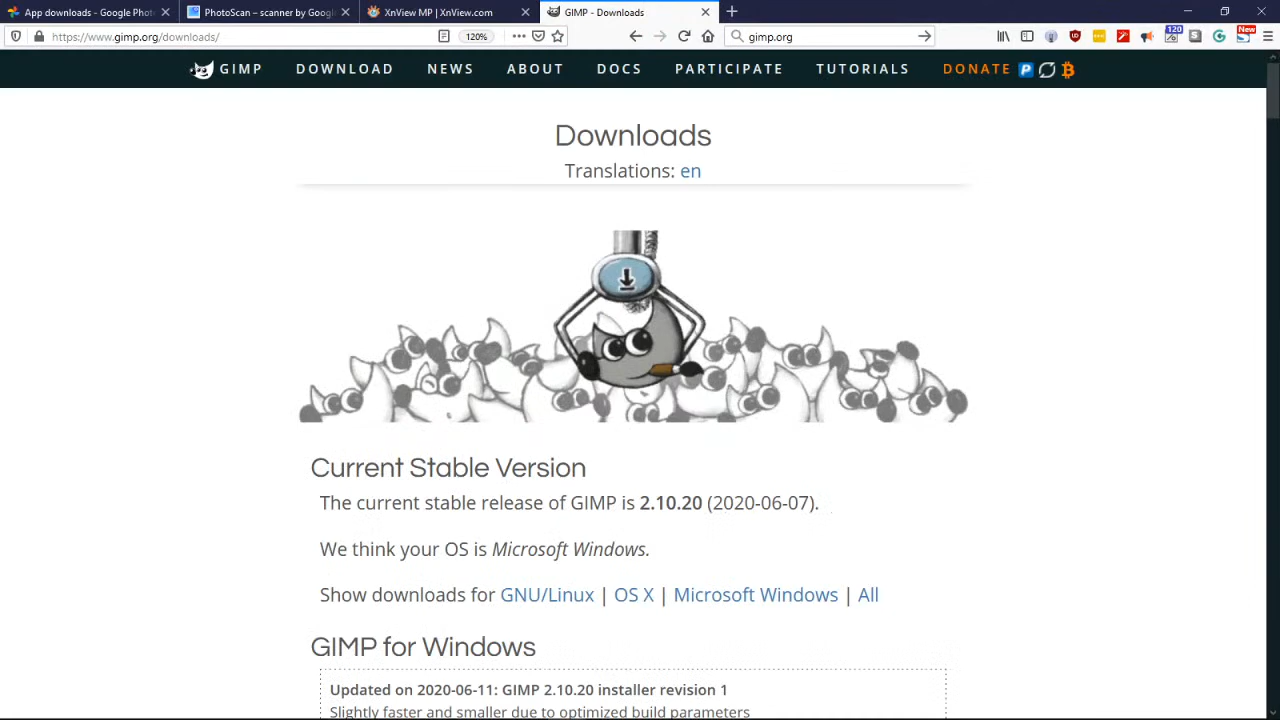 App downloads - Google Phot
PhotoScan – scanner by Googl
XnView MP | XnView.com
GIMP - Downloads
https://www.gimp.org/downloads/
120%
gimp.org
120
New
GIMP
DOWNLOAD
NEWS
ABOUT
DOCS
PARTICIPATE
TUTORIALS
DONATE
Downloads
Translations: en
Current Stable Version
The current stable release of GIMP is 2.10.20 (2020-06-07).
We think your OS is Microsoft Windows.
Show downloads for GNU/Linux | OS X | Microsoft Windows | All
GIMP for Windows
Updated on 2020-06-11: GIMP 2.10.20 installer revision 1
Slightly faster and smaller due to optimized build parameters